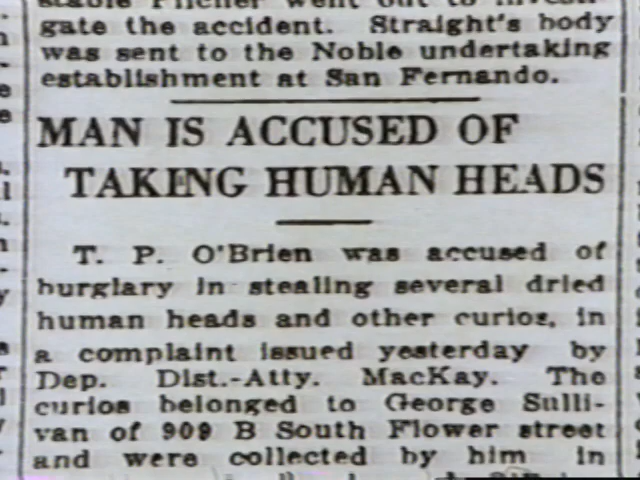 gate the accident. Straight's body
was sent to the Noble undertaking
establishment at San Fernando.
MAN IS ACCUSED OF
TAKING HUMAN HEADS
T. P. O'Brien was accused of
burglary in stealing several dried
human heads and other curios, in
a complaint issued yesterday by
Dep. Dist.-Atty. MacKay. The
curios belonged to George Sulli-
van of 909 B South Flower street
and were collected by him in